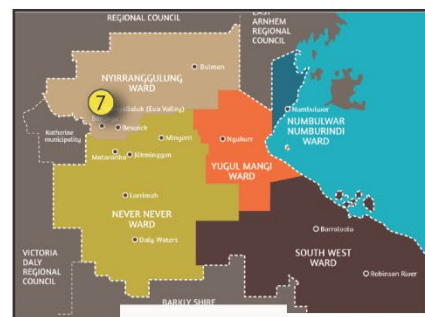 REGIONAL COUNCIL
EAST
ARNHEM
REGIONAL
COUNCIL
Bulman
NYIRRANGGULUNG
WARD
7
(Eva Valley)
Beswick
Katherine
municipality
Numbulwar
NUMBULWAR
NUMBURINDI
WARD
Minyerri
Ngukurr
Mataranka
Jilkminggan
YUGUL MANGI
WARD
Larrimah
NEVER NEVER
WARD
Daly Waters
Borroloola
SOUTH WEST
WARD
VICTORIA
DALY
REGIONAL
COUNCIL
Robinson River
BARKLY SHIRE